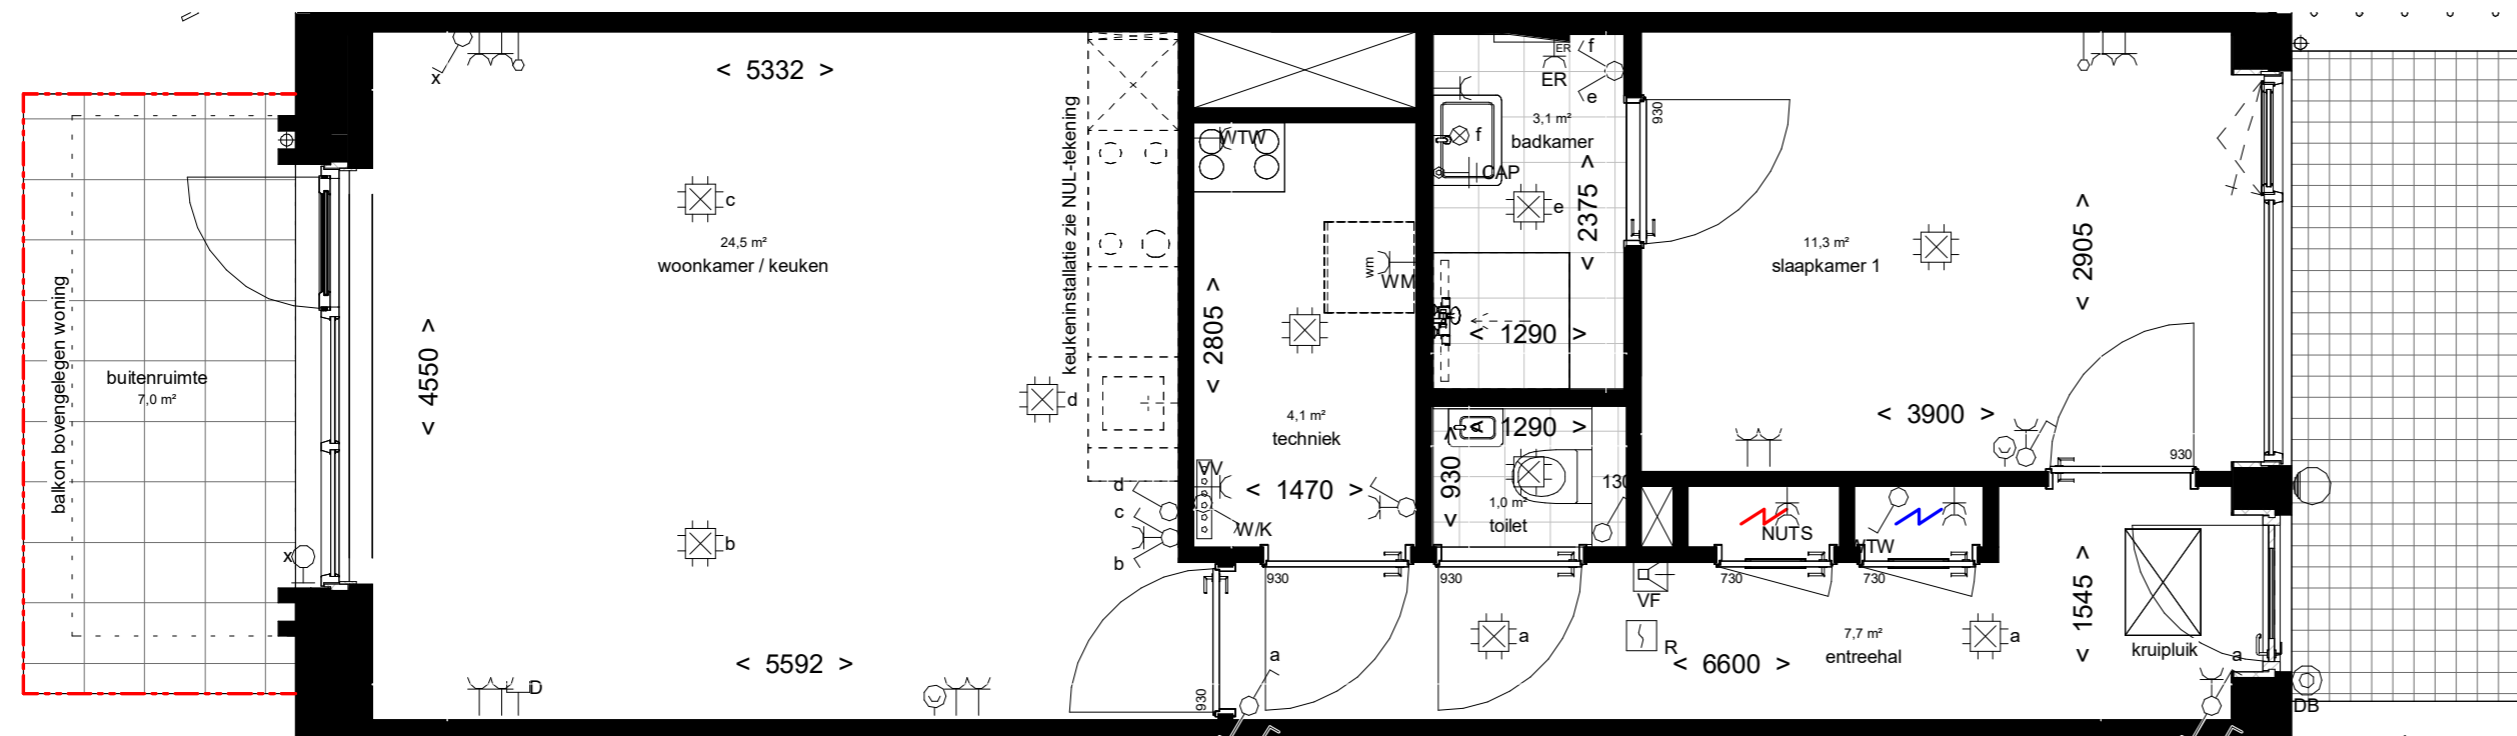 balkon bovengelegen woning
buitenruimte
7,0 m²
x
x
< 5332 >
c
24,5 m²
woonkamer / keuken
< 4550 >
keukeninstallatie zie NUL-tekening
d
b
< 5592 >
D
d
c
b
930
WTW
wm
WM
< 2805 >
4,1 m²
techniek
VV
< 1470 >
W/K
930
a
ER
ER
f
e
3,1 m²
badkamer
f
CAP
e
< 2375 >
< 1290 >
930
A
< 1290 >
< 930 >
1,0 m²
toilet
130
930
a
11,3 m²
slaapkamer 1
< 2905 >
< 3900 >
930
NUTS
WTW
730
730
VF
R
< 6600 >
7,7 m²
entreehal
a
< 1545 >
kruipluik
a
DB